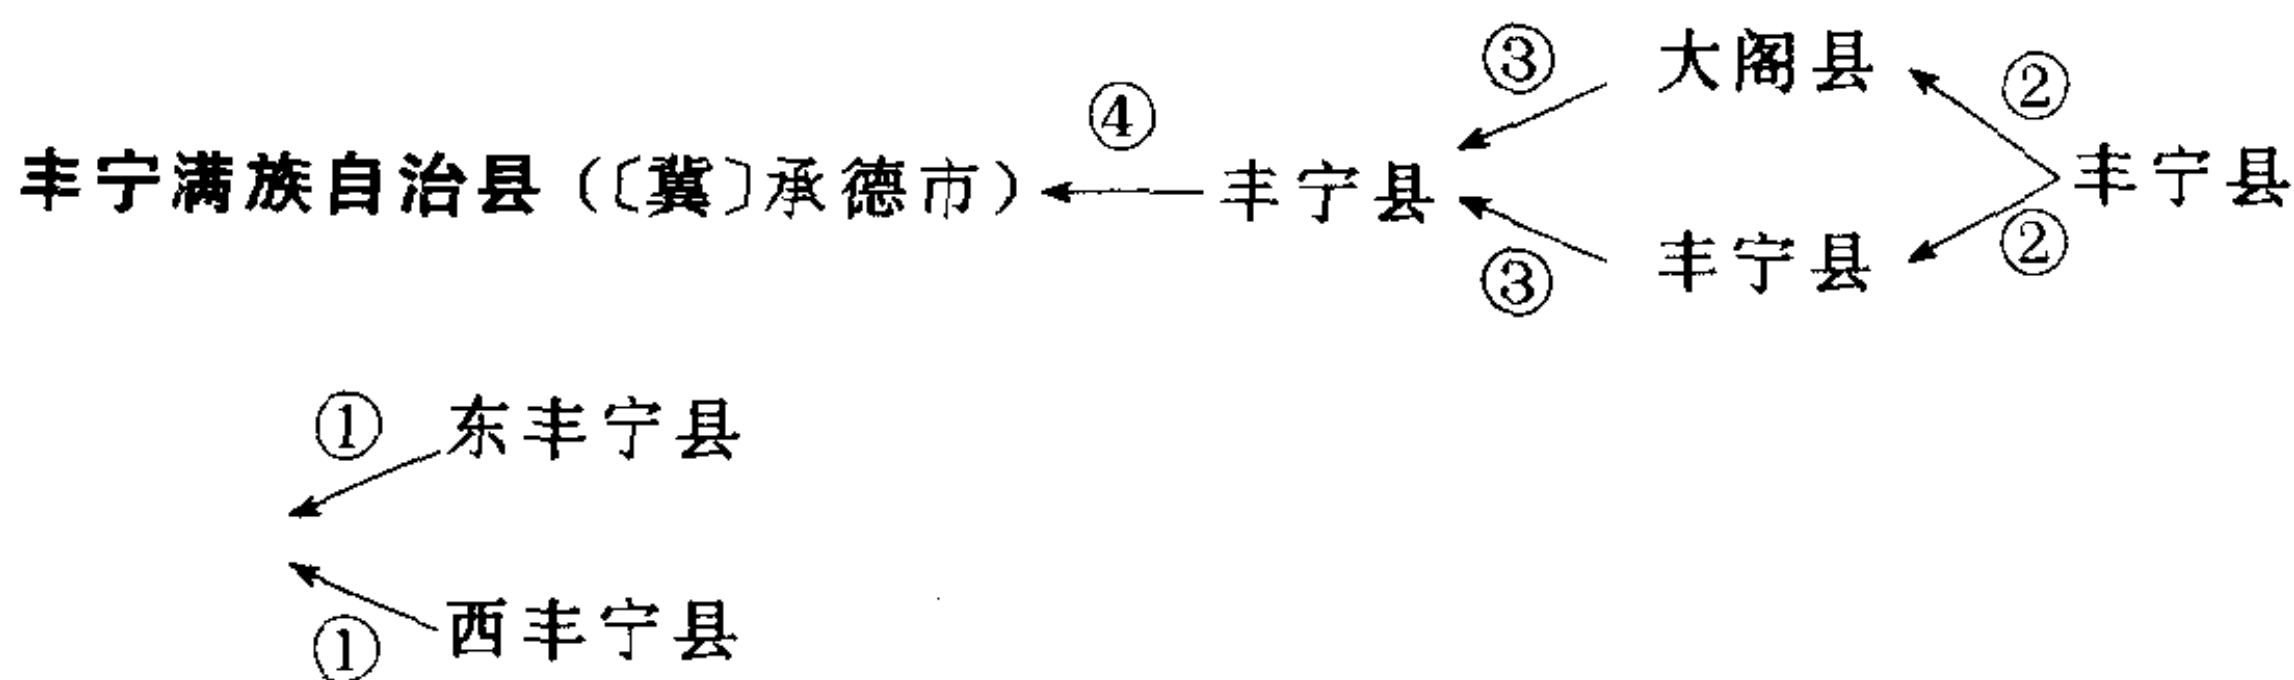 ③ 大阁县 ②
丰宁满族自治县（〔冀〕承德市） ④ 丰宁县 丰宁县
③ 丰宁县 ②
① 东丰宁县
① 西丰宁县